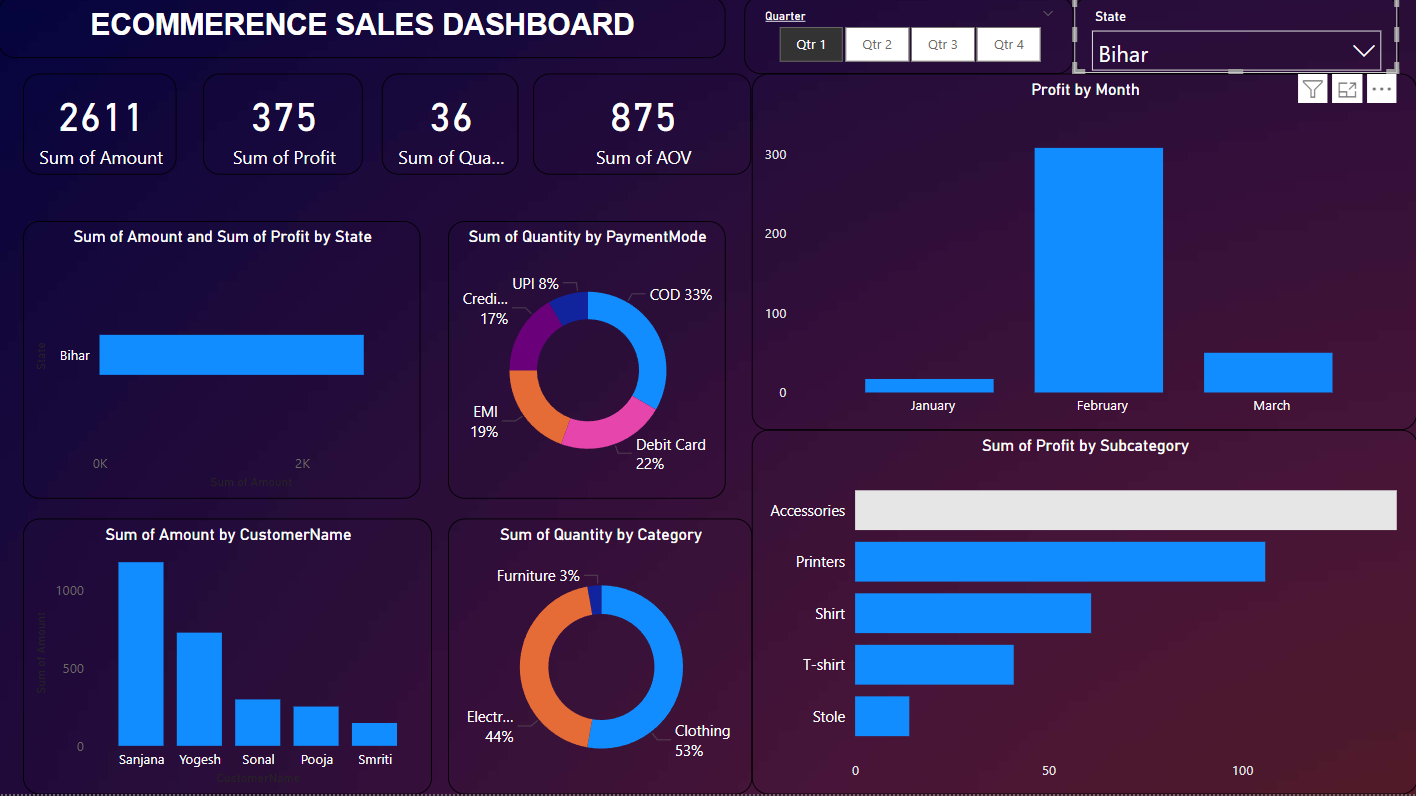 ECOMMERENCE SALES DASHBOARD
Quarter
Qtr 1
Qtr 2
Qtr 3
Qtr 4
State
Bihar
2611
Sum of Amount
375
Sum of Profit
36
Sum of Qua...
875
Sum of AOV
Profit by Month
300
200
100
0
January
February
March
Sum of Amount and Sum of Profit by State
State
Bihar
0K
2K
Sum of Amount
Sum of Quantity by PaymentMode
UPI 8%
COD 33%
Credi...
17%
EMI
19%
Debit Card
22%
Sum of Profit by Subcategory
Accessories
Printers
Shirt
T-shirt
Stole
0
50
100
Sum of Amount by CustomerName
Sum of Amount
1000
500
0
Sanjana
Yogesh
Sonal
Pooja
Smriti
CustomerName
Sum of Quantity by Category
Furniture 3%
Electr...
44%
Clothing
53%